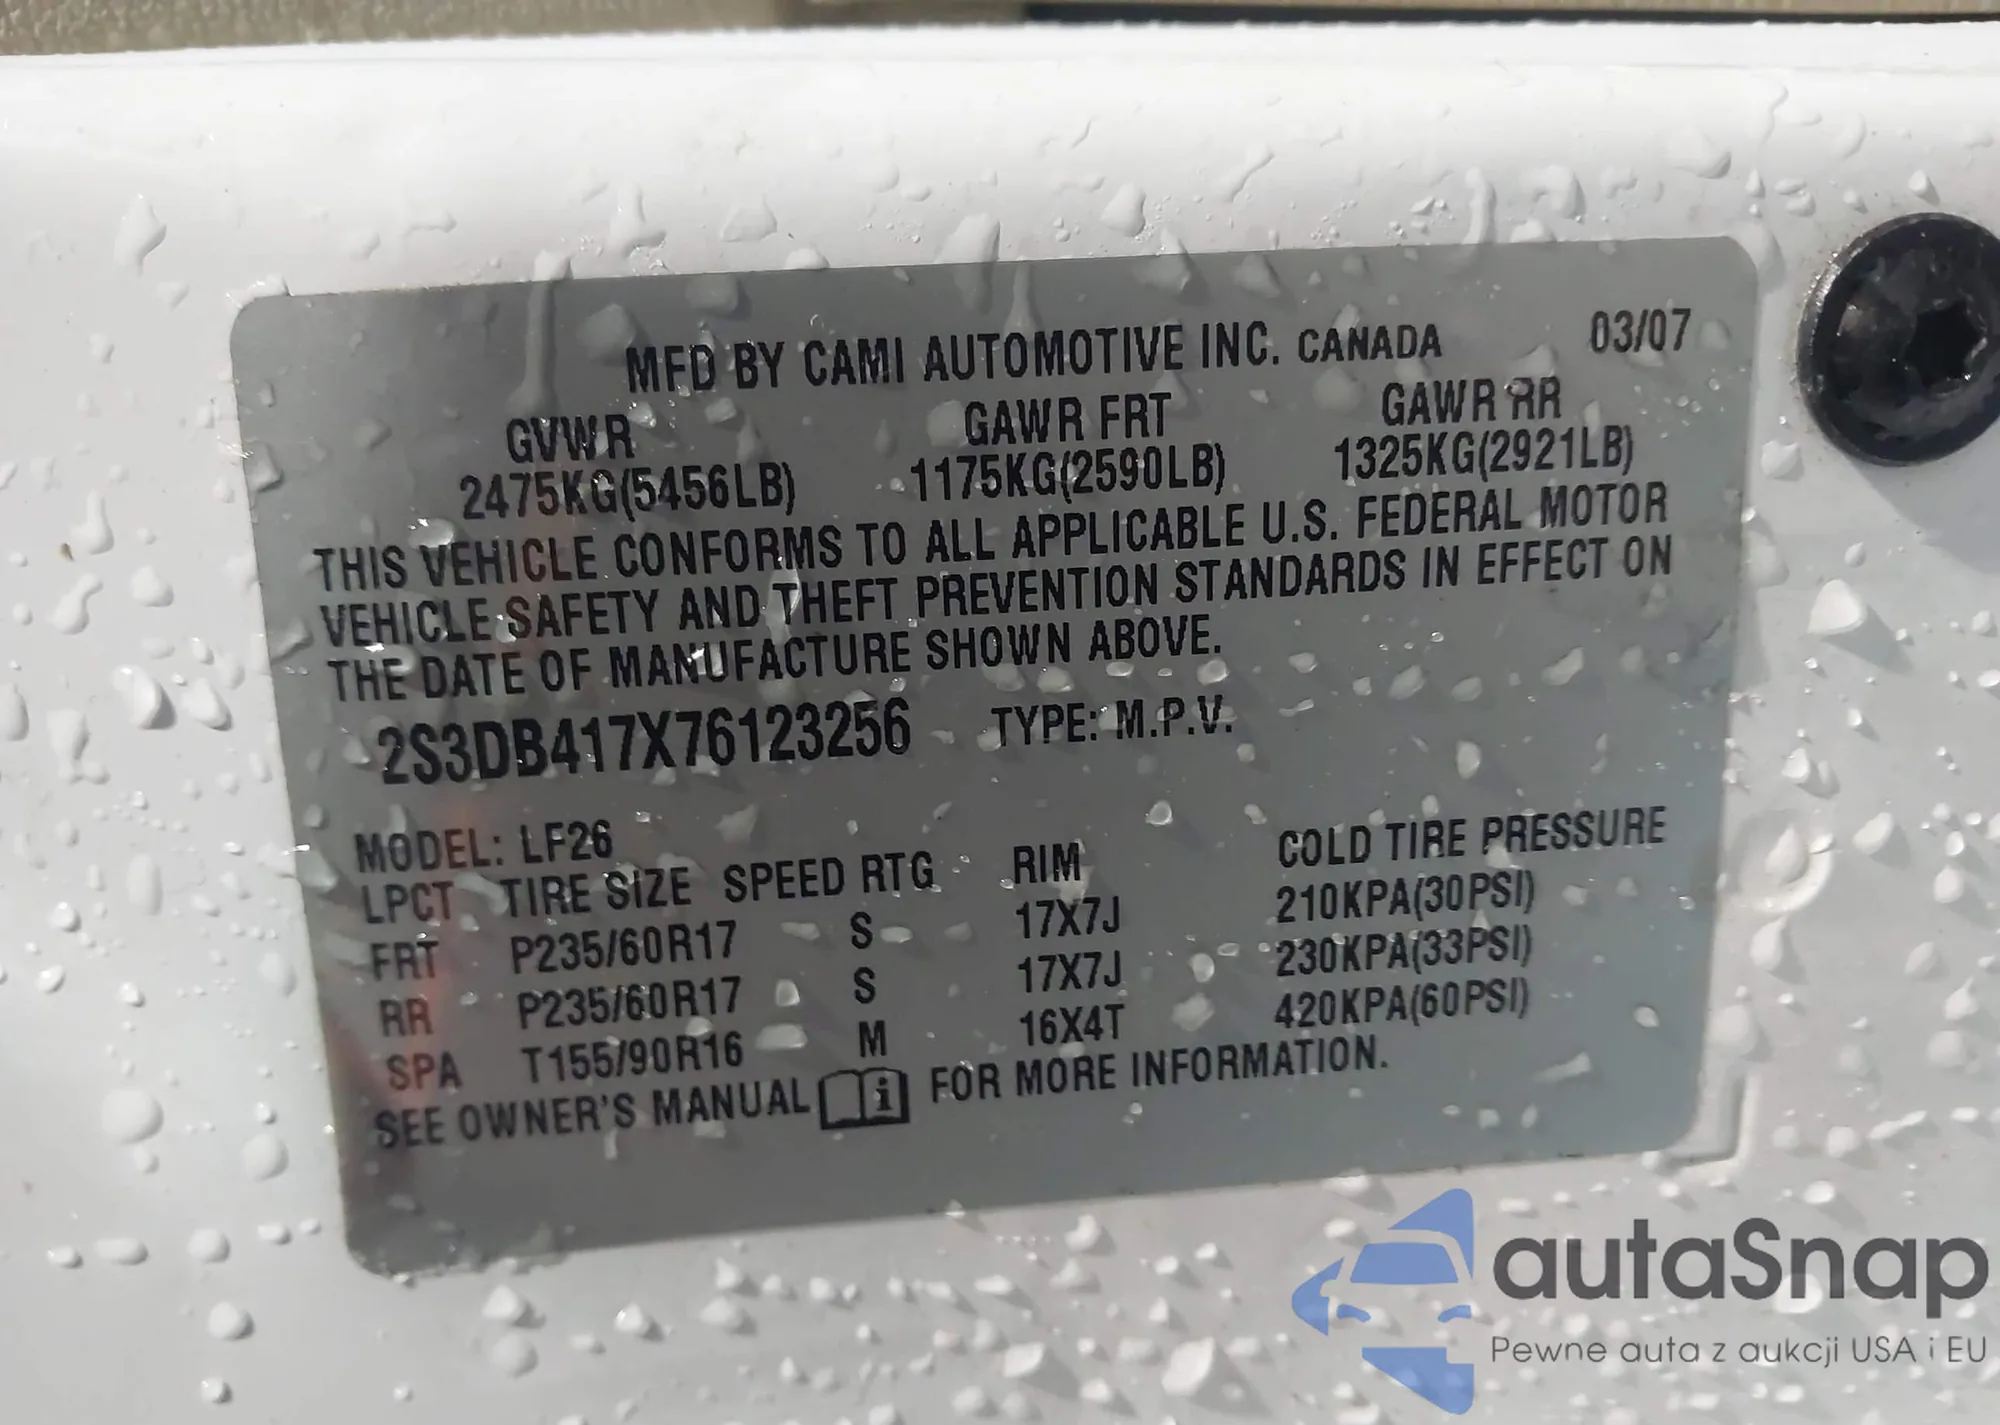 MFD BY CAMI AUTOMOTIVE INC. CANADA 03/07
GVWR GAWR FRT GAWR RR
2475KG(5456LB) 1175KG(2590LB) 1325KG(2921LB)
THIS VEHICLE CONFORMS TO ALL APPLICABLE U.S. FEDERAL MOTOR
VEHICLE SAFETY AND THEFT PREVENTION STANDARDS IN EFFECT ON
THE DATE OF MANUFACTURE SHOWN ABOVE.
2S3DB417X76123256 TYPE: M.P.V.
MODEL: LF26
LPCT TIRE SIZE SPEED RTG RIM COLD TIRE PRESSURE
FRT P235/60R17 S 17X7J 210KPA(30PSI)
RR P235/60R17 S 17X7J 230KPA(33PSI)
SPA T155/90R16 M 16X4T 420KPA(60PSI)
SEE OWNER'S MANUAL i FOR MORE INFORMATION.
autaSnap
Pewne auta z aukcji USA i EU